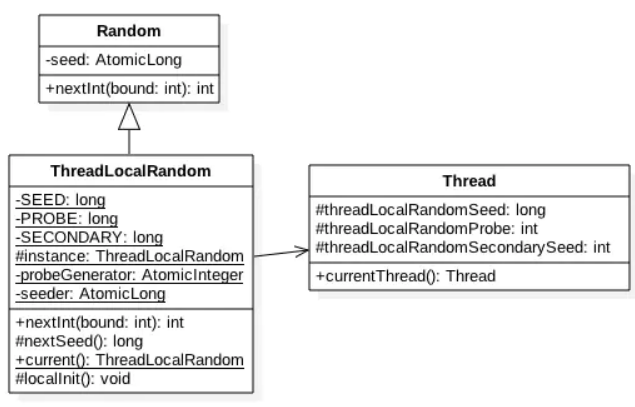 Random
-seed: AtomicLong
+nextInt(bound: int): int
ThreadLocalRandom
-SEED: long
-PROBE: long
-SECONDARY: long
#instance: ThreadLocalRandom
-probeGenerator: AtomicInteger
-seeder: AtomicLong
+nextInt(bound: int): int
#nextSeed(): long
+current(): ThreadLocalRandom
#localInit(): void
Thread
#threadLocalRandomSeed: long
#threadLocalRandomProbe: int
#threadLocalRandomSecondarySeed: int
+currentThread(): Thread